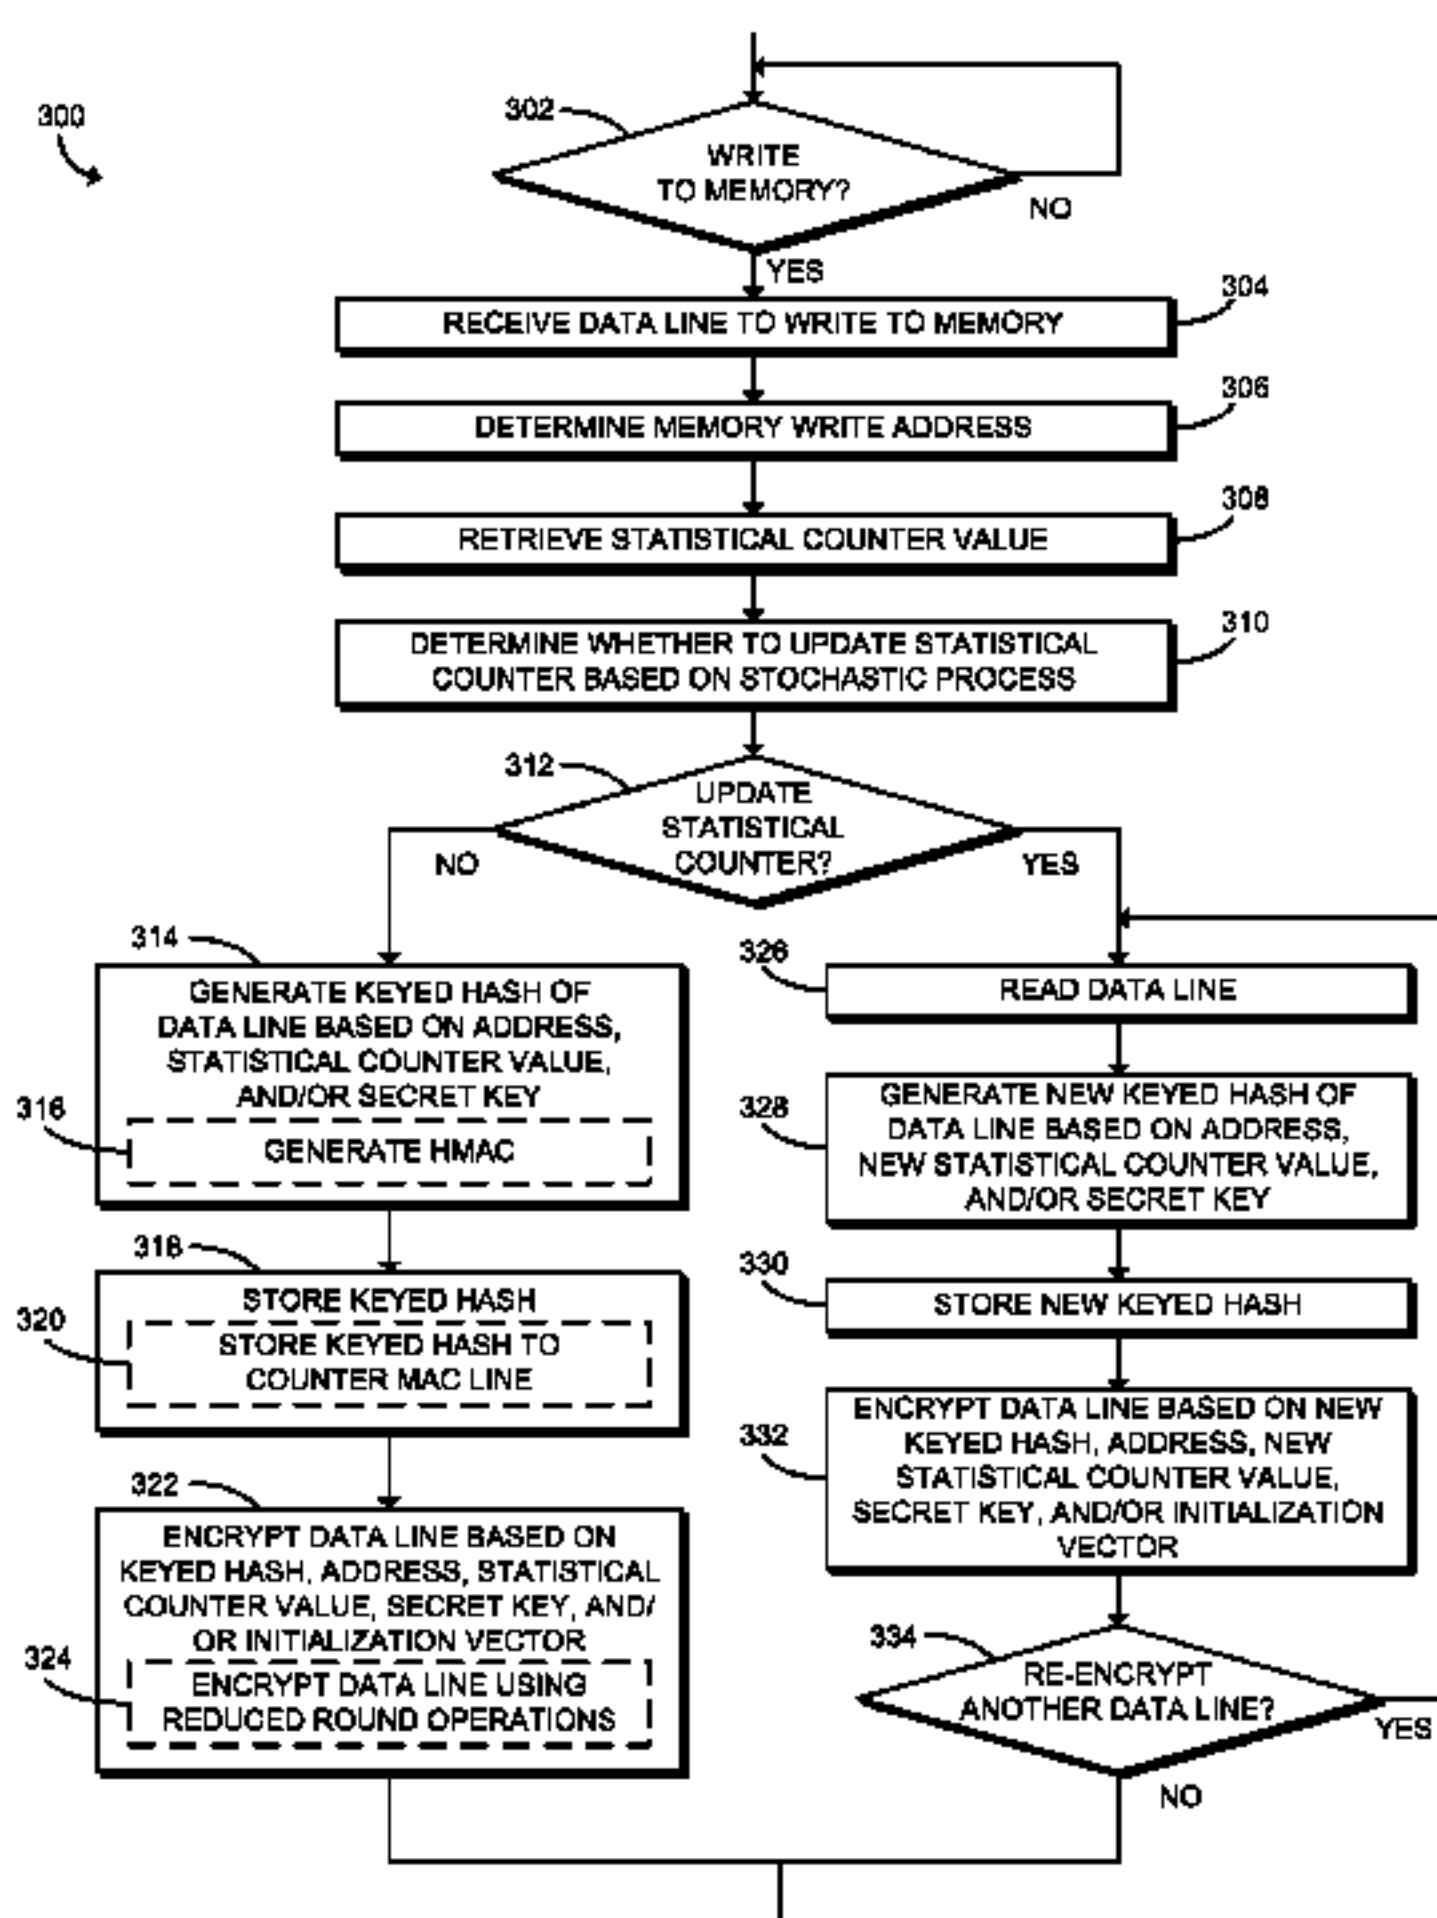 300
302
WRITE
TO MEMORY?
NO
YES
304
RECEIVE DATA LINE TO WRITE TO MEMORY
306
DETERMINE MEMORY WRITE ADDRESS
308
RETRIEVE STATISTICAL COUNTER VALUE
310
DETERMINE WHETHER TO UPDATE STATISTICAL
COUNTER BASED ON STOCHASTIC PROCESS
312
UPDATE
STATISTICAL
COUNTER?
NO
YES
314
GENERATE KEYED HASH OF
DATA LINE BASED ON ADDRESS,
STATISTICAL COUNTER VALUE,
AND/OR SECRET KEY
316
GENERATE HMAC
318
STORE KEYED HASH
320
STORE KEYED HASH TO
COUNTER MAC LINE
322
ENCRYPT DATA LINE BASED ON
KEYED HASH, ADDRESS, STATISTICAL
COUNTER VALUE, SECRET KEY, AND/
OR INITIALIZATION VECTOR
324
ENCRYPT DATA LINE USING
REDUCED ROUND OPERATIONS
326
READ DATA LINE
328
GENERATE NEW KEYED HASH OF
DATA LINE BASED ON ADDRESS,
NEW STATISTICAL COUNTER VALUE,
AND/OR SECRET KEY
330
STORE NEW KEYED HASH
332
ENCRYPT DATA LINE BASED ON NEW
KEYED HASH, ADDRESS, NEW
STATISTICAL COUNTER VALUE,
SECRET KEY, AND/OR INITIALIZATION
VECTOR
334
RE-ENCRYPT
ANOTHER DATA LINE?
YES
NO